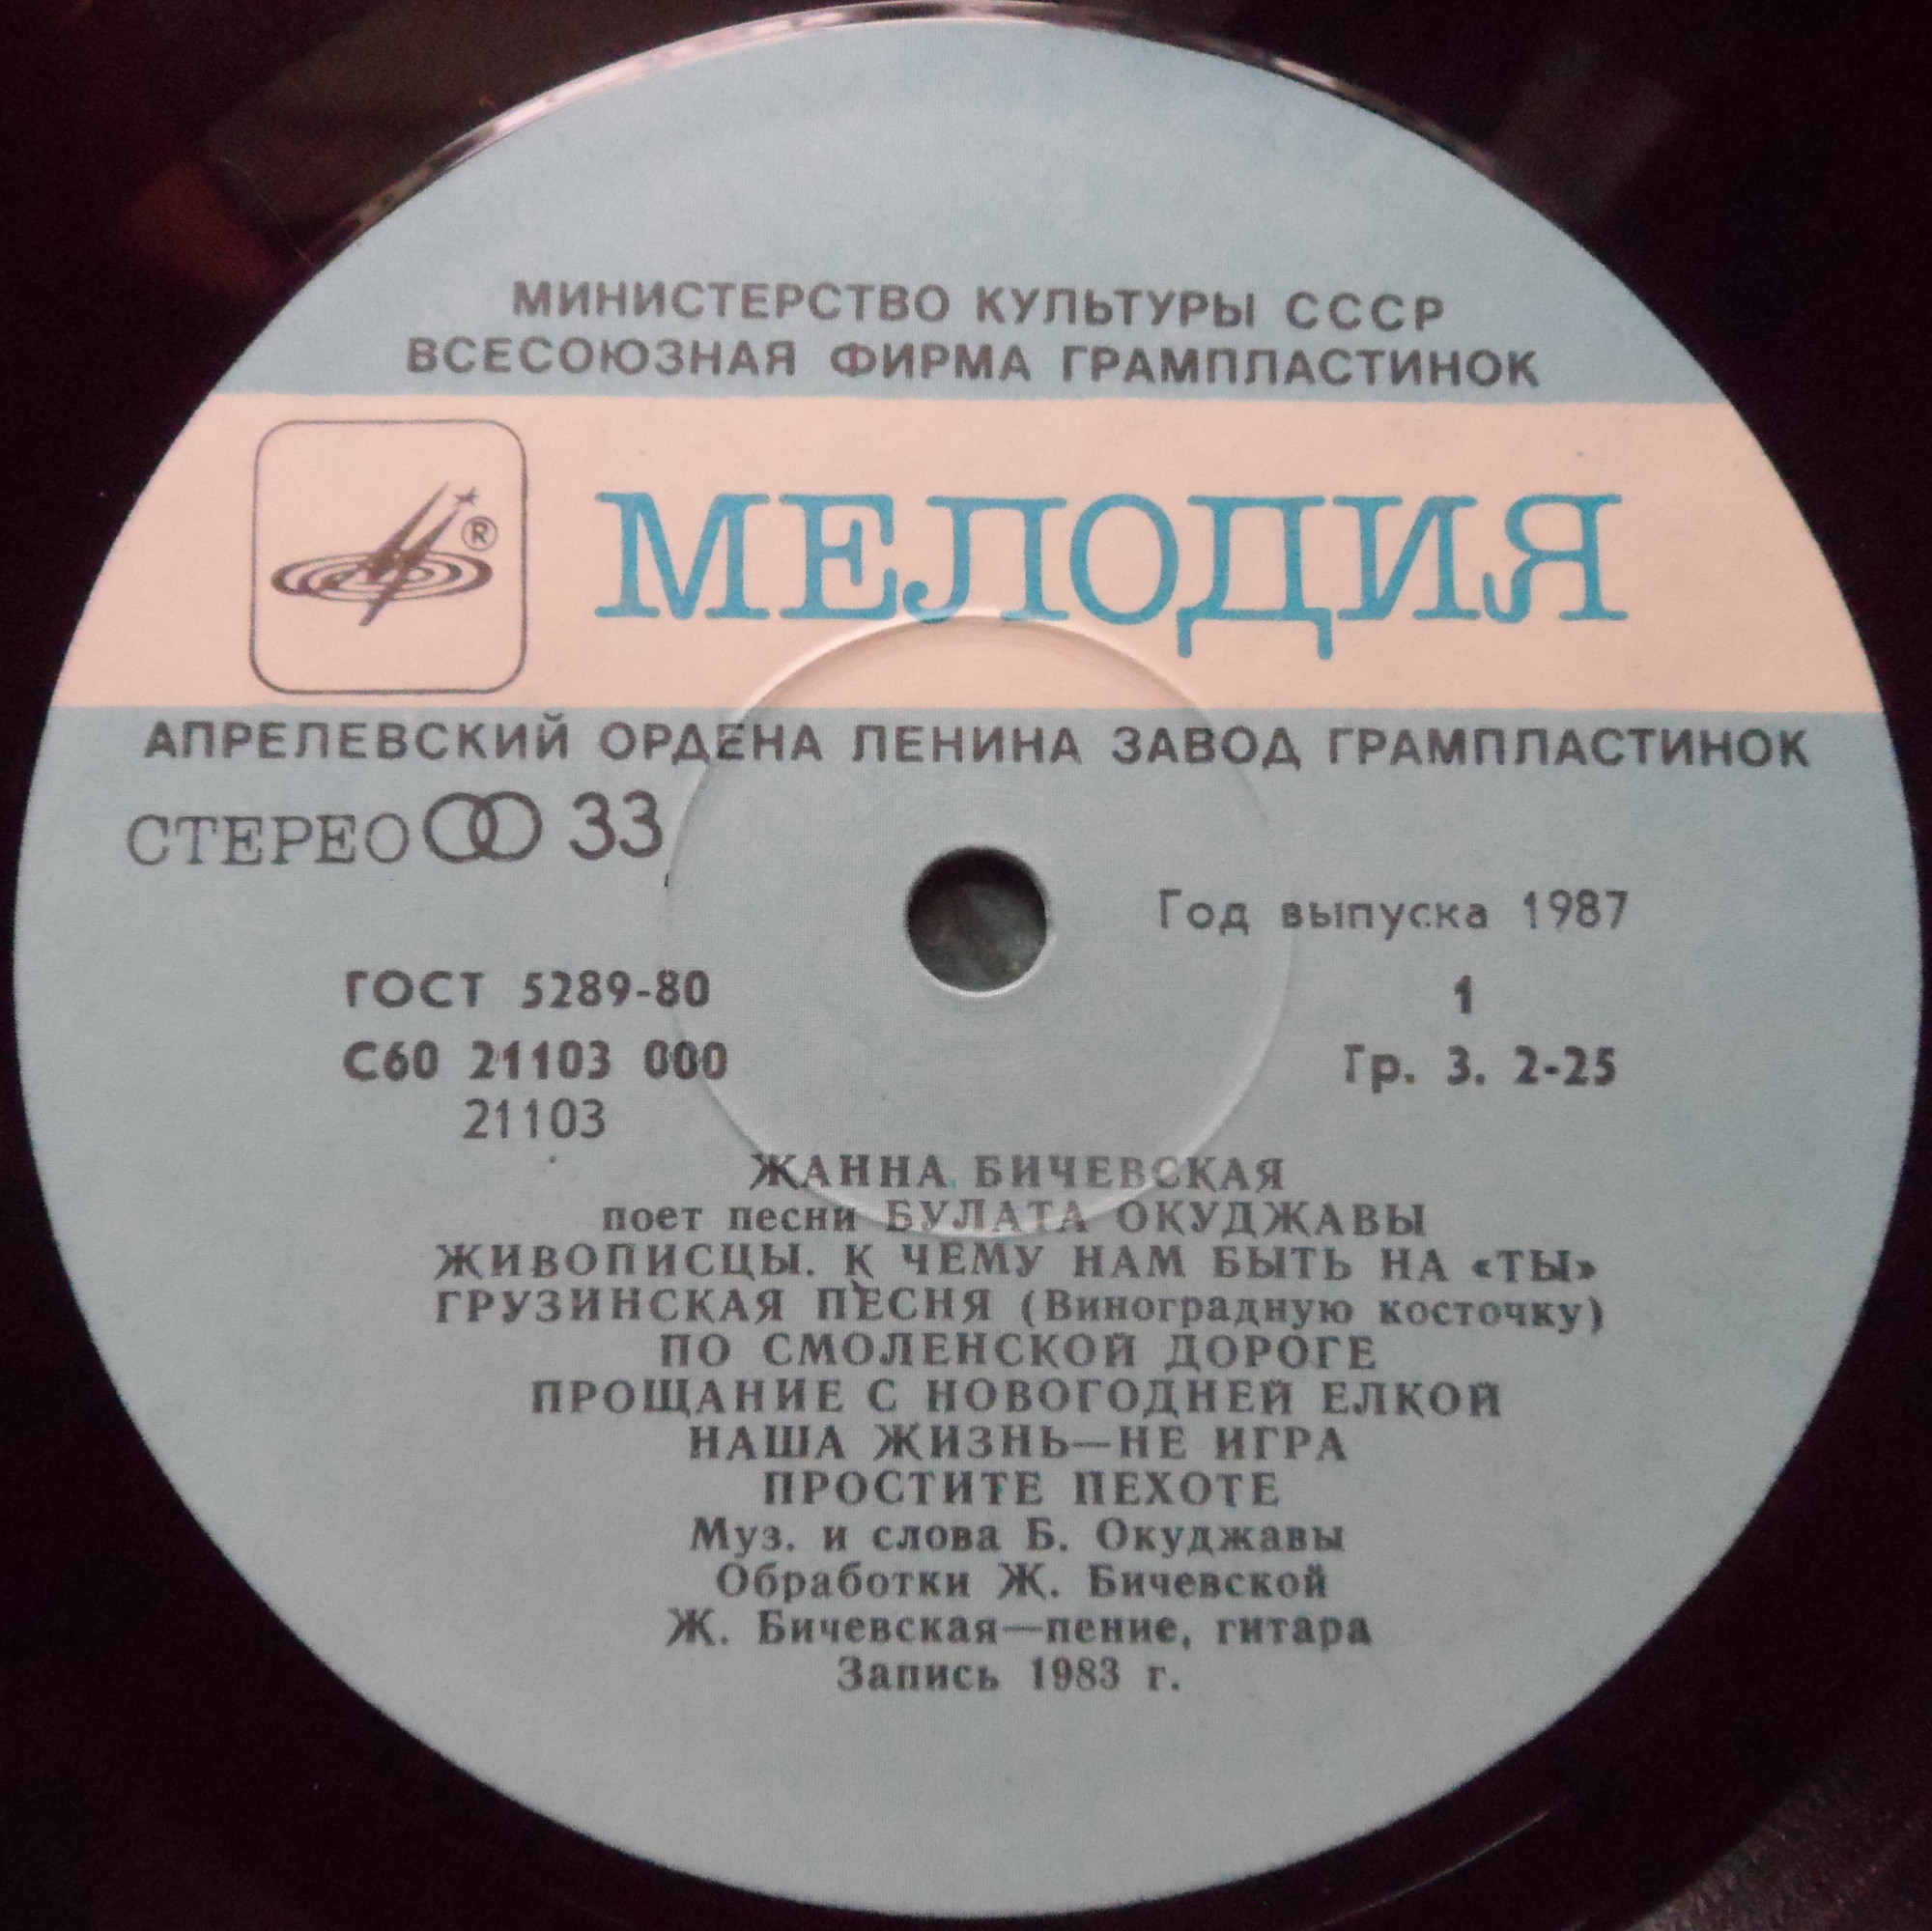 МИНИСТЕРСТВО КУЛЬТУРЫ СССР
ВСЕСОЮЗНАЯ ФИРМА ГРАМПЛАСТИНОК
®
МЕЛОДИЯ
АПРЕЛЕВСКИЙ ОРДЕНА ЛЕНИНА ЗАВОД ГРАМПЛАСТИНОК
СТЕРЕО 33
Год выпуска 1987
ГОСТ 5289-80
1
С60 21103 000
Гр. 3. 2-25
21103
ЖАННА БИЧЕВСКАЯ
поет песни БУЛАТА ОКУДЖАВЫ
ЖИВОПИСЦЫ. К ЧЕМУ НАМ БЫТЬ НА «ТЫ»
ГРУЗИНСКАЯ ПЕСНЯ (Виноградную косточку)
ПО СМОЛЕНСКОЙ ДОРОГЕ
ПРОЩАНИЕ С НОВОГОДНЕЙ ЕЛКОЙ
НАША ЖИЗНЬ—НЕ ИГРА
ПРОСТИТЕ ПЕХОТЕ
Муз. и слова Б. Окуджавы
Обработки Ж. Бичевской
Ж. Бичевская—пение, гитара
Запись 1983 г.